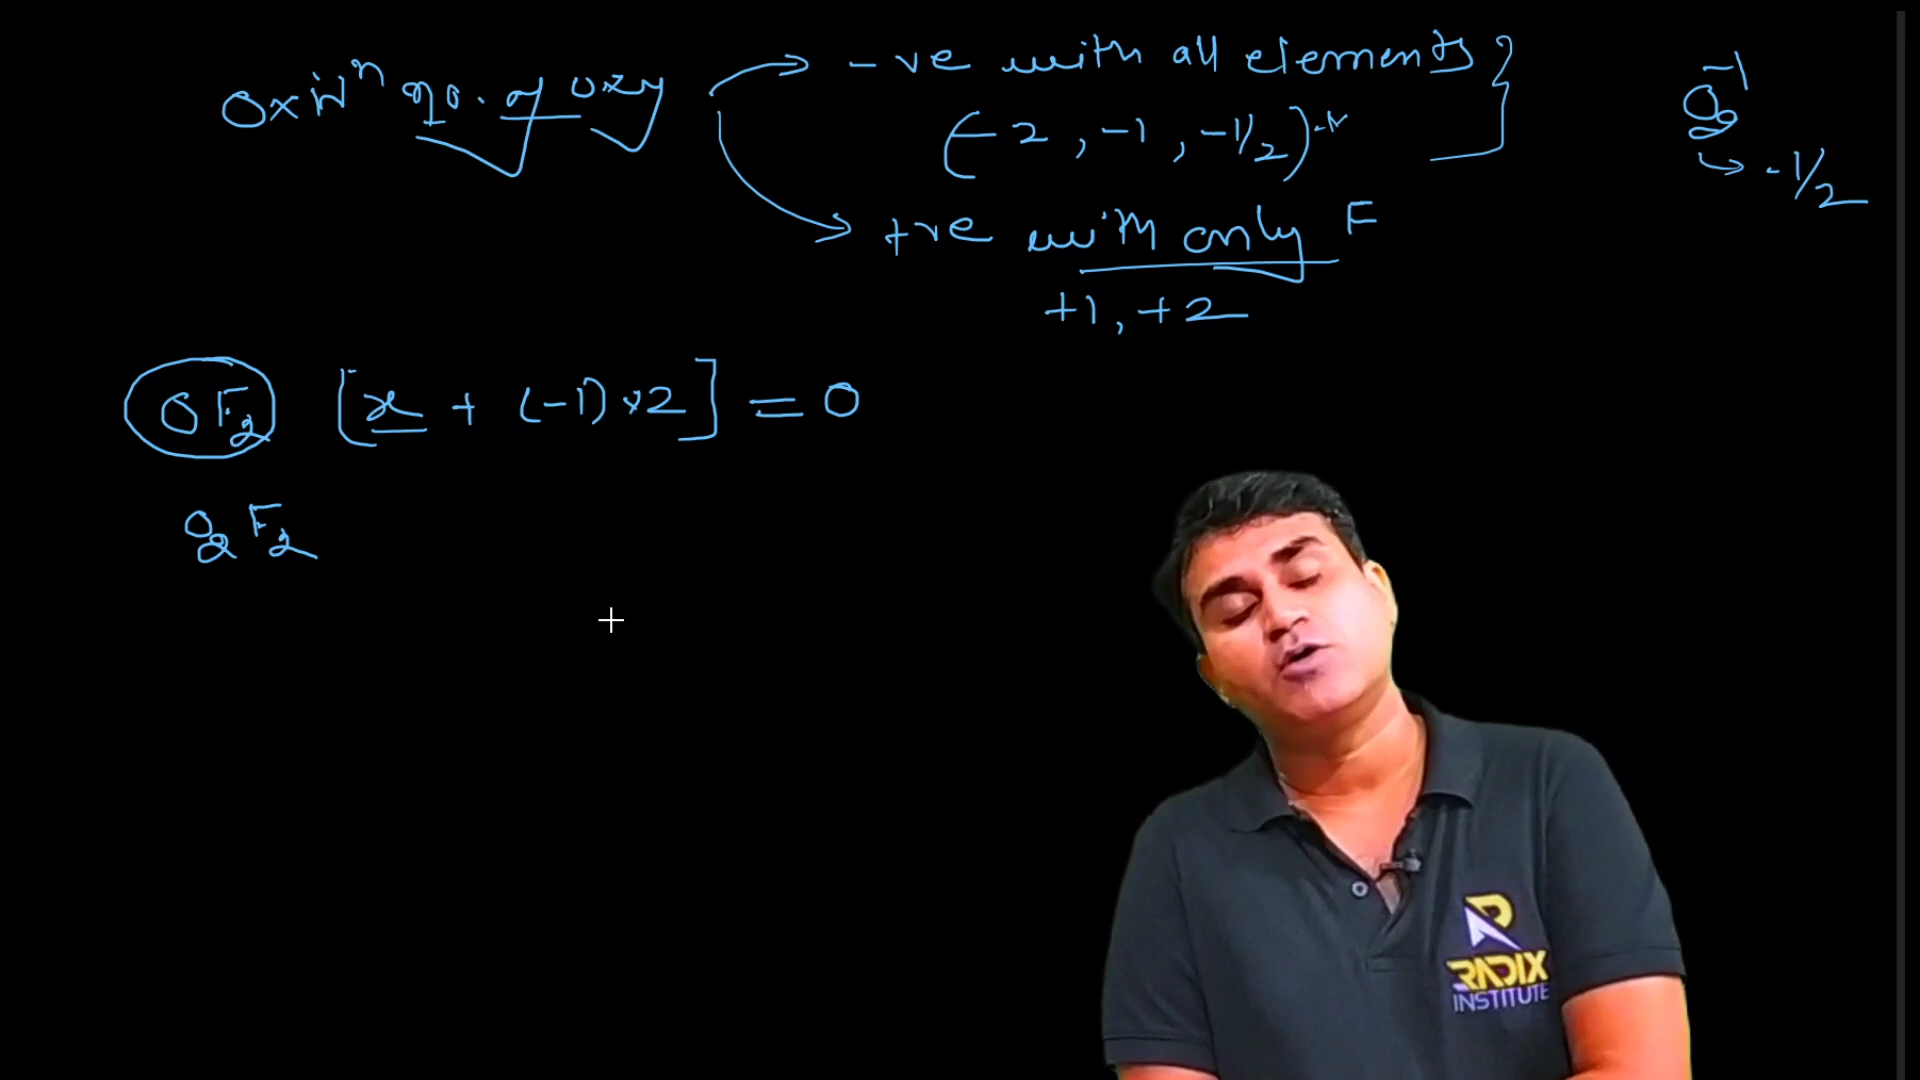 Oxid^n no. of oxy → -ve with all elements
(-2, -1, -1/2)
→ +ve with only F
+1, +2
O2^-1
↳ -1/2
OF2 [x + (-1)×2] = 0
O2F2
RADIX
INSTITUTE